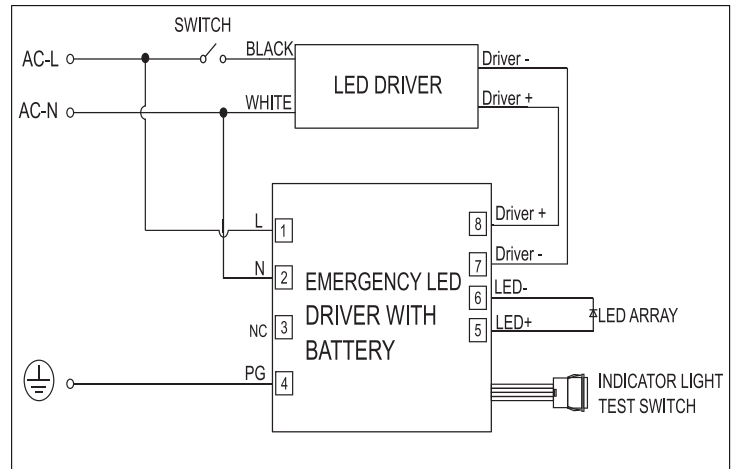 SWITCH
AC-L
BLACK
LED DRIVER
Driver -
AC-N
WHITE
Driver +
L
1
N
2
NC
3
PG
4
EMERGENCY LED
DRIVER WITH
BATTERY
8
Driver +
7
Driver -
6
LED-
5
LED+
LED ARRAY
INDICATOR LIGHT
TEST SWITCH